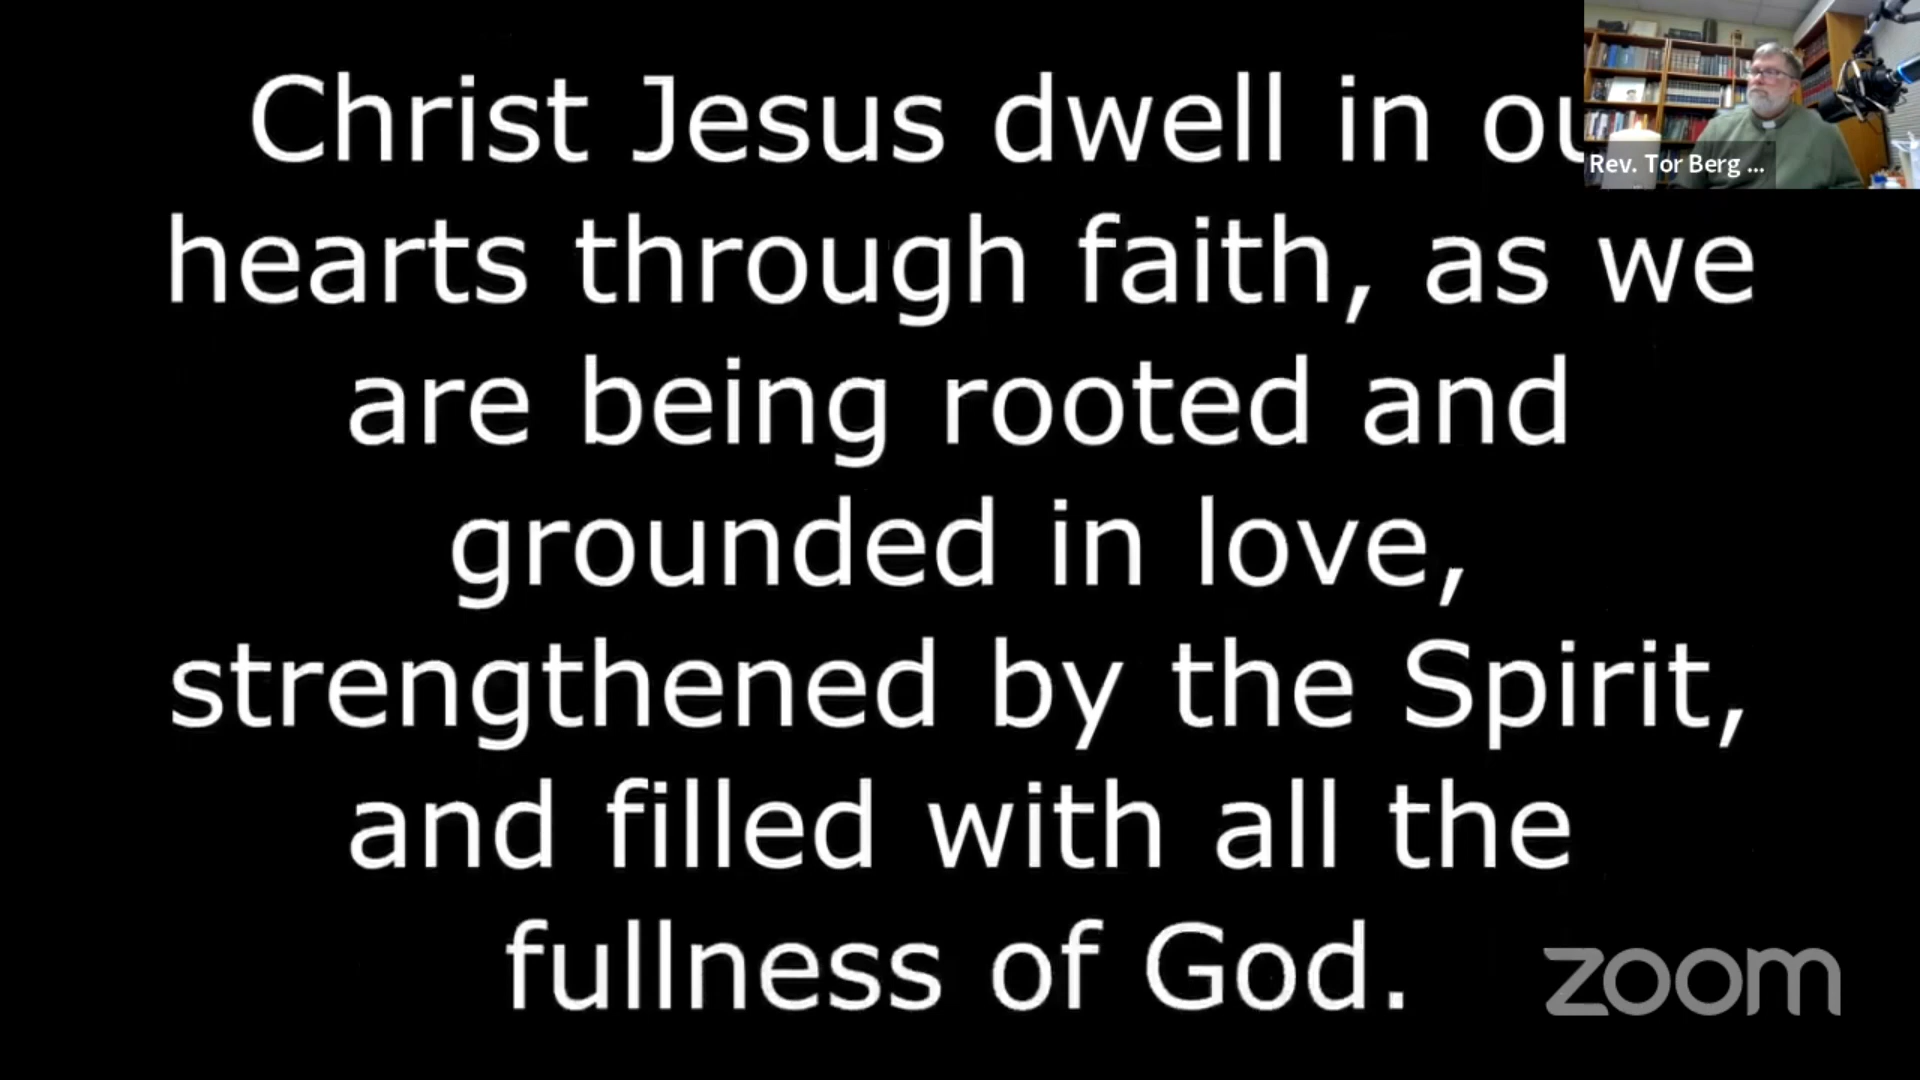 Christ Jesus dwell in ou
hearts through faith, as we
are being rooted and
grounded in love,
strengthened by the Spirit,
and filled with all the
fullness of God.
Rev. Tor Berg ...
zoom